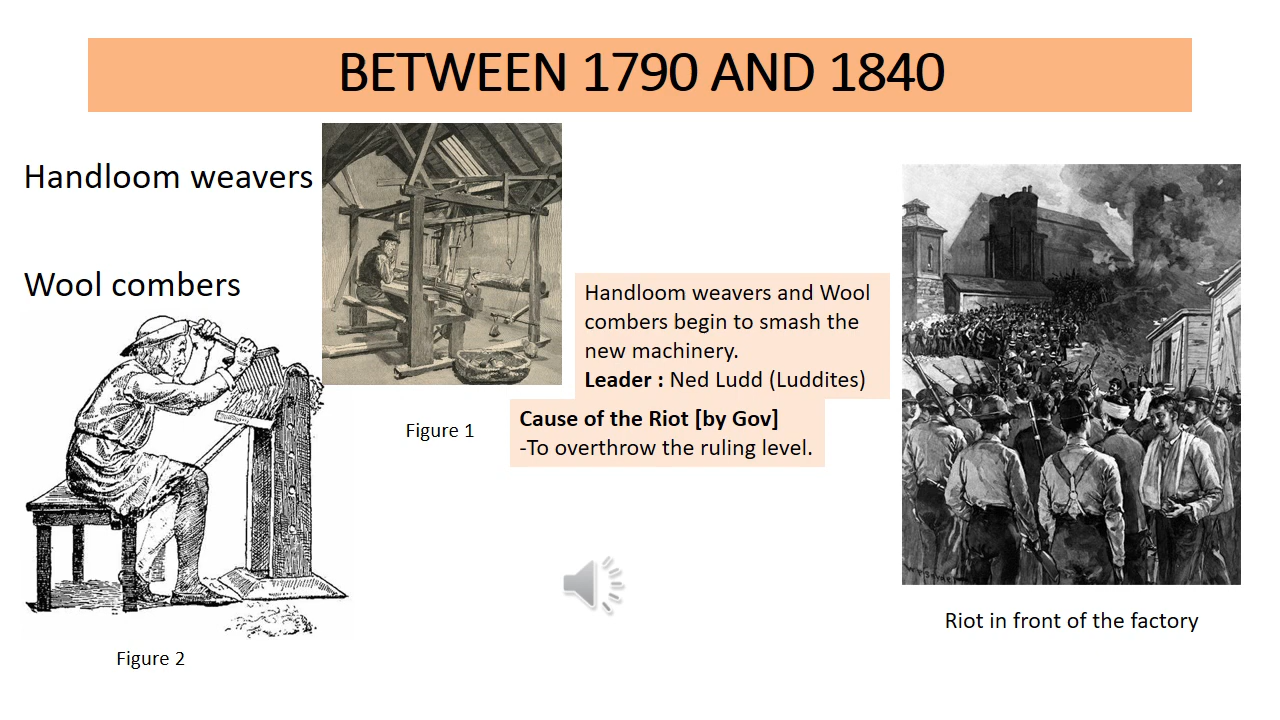 BETWEEN 1790 AND 1840
Handloom weavers
Wool combers
Handloom weavers and Wool
combers begin to smash the
new machinery.
Leader : Ned Ludd (Luddites)
Figure 1
Cause of the Riot [by Gov]
-To overthrow the ruling level.
Riot in front of the factory
Figure 2